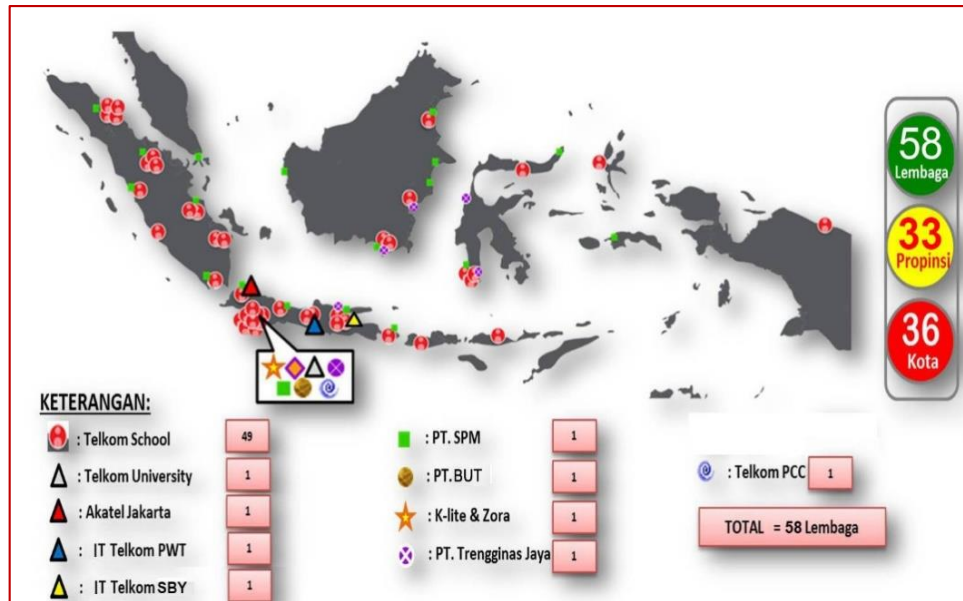 58
Lembaga
33
Propinsi
36
Kota
KETERANGAN:
: Telkom School 49
: Telkom University 1
: Akatel Jakarta 1
: IT Telkom PWT 1
: IT Telkom SBY 1
: PT. SPM 1
: PT.BUT 1
: K-lite & Zora 1
: PT. Trengginas Jaya 1
: Telkom PCC 1
TOTAL = 58 Lembaga